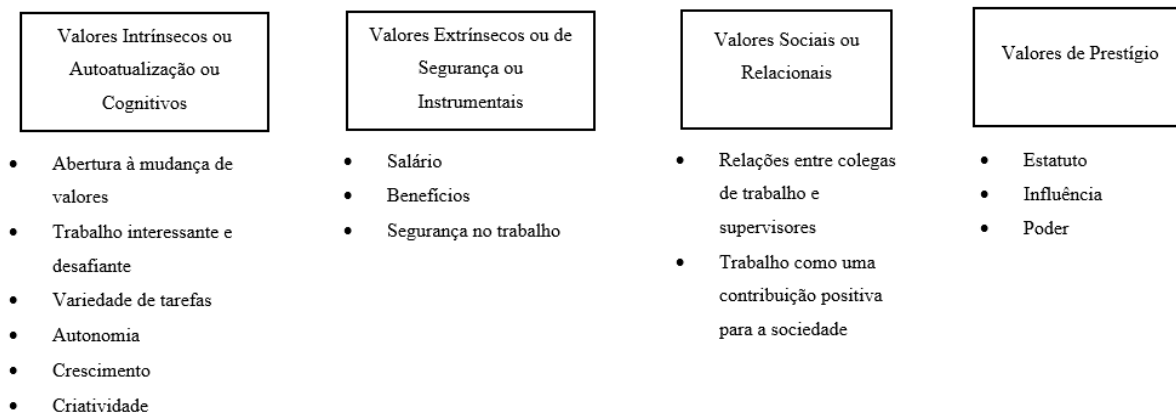 Valores Intrínsecos ou
Autoatualização ou
Cognitivos
• Abertura à mudança de
valores
• Trabalho interessante e
desafiante
• Variedade de tarefas
• Autonomia
• Crescimento
• Criatividade
Valores Extrínsecos ou de
Segurança ou
Instrumentais
• Salário
• Benefícios
• Segurança no trabalho
Valores Sociais ou
Relacionais
• Relações entre colegas
de trabalho e
supervisores
• Trabalho como uma
contribuição positiva
para a sociedade
Valores de Prestígio
• Estatuto
• Influência
• Poder